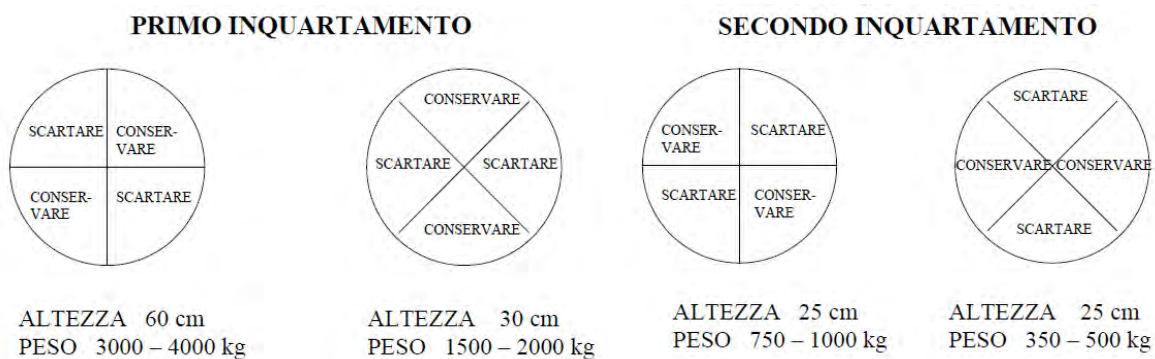 PRIMO INQUARTAMENTO
SECONDO INQUARTAMENTO
SCARTARE
CONSER-
VARE
CONSER-
VARE
SCARTARE
CONSERVARE
SCARTARE
SCARTARE
CONSERVARE
CONSER-
VARE
SCARTARE
SCARTARE
CONSER-
VARE
SCARTARE
CONSERVARE
CONSERVARE
SCARTARE
ALTEZZA 60 cm
PESO 3000 – 4000 kg
ALTEZZA 30 cm
PESO 1500 – 2000 kg
ALTEZZA 25 cm
PESO 750 – 1000 kg
ALTEZZA 25 cm
PESO 350 – 500 kg